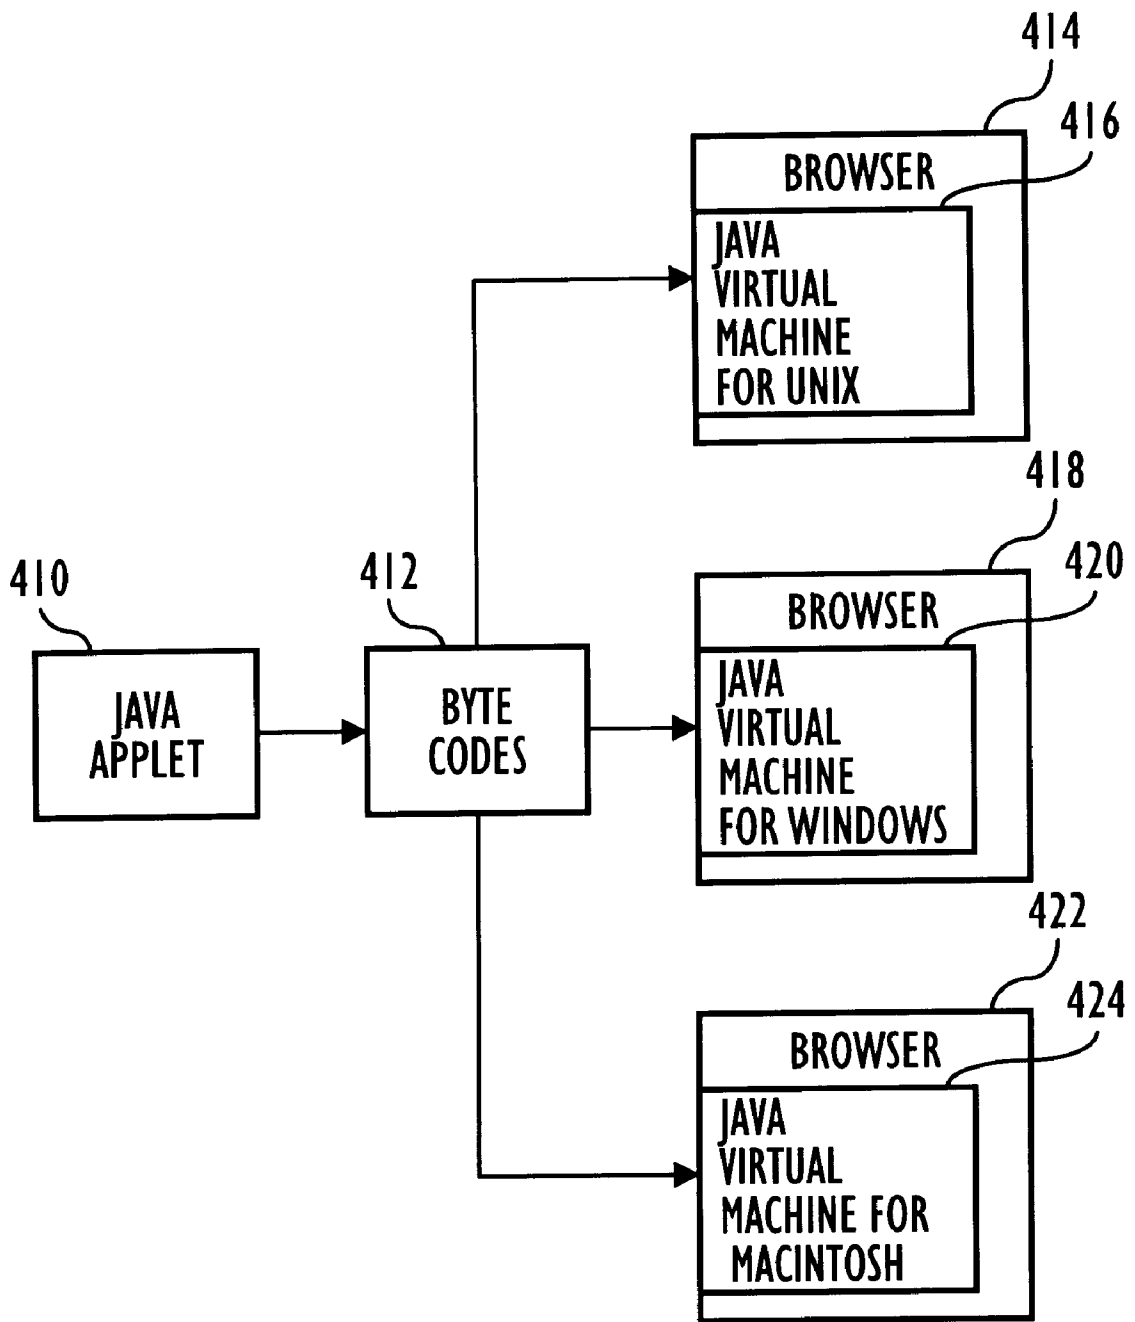 414
416
BROWSER
JAVA
VIRTUAL
MACHINE
FOR UNIX
418
420
BROWSER
JAVA
VIRTUAL
MACHINE
FOR WINDOWS
410
JAVA
APPLET
412
BYTE
CODES
422
424
BROWSER
JAVA
VIRTUAL
MACHINE FOR
MACINTOSH